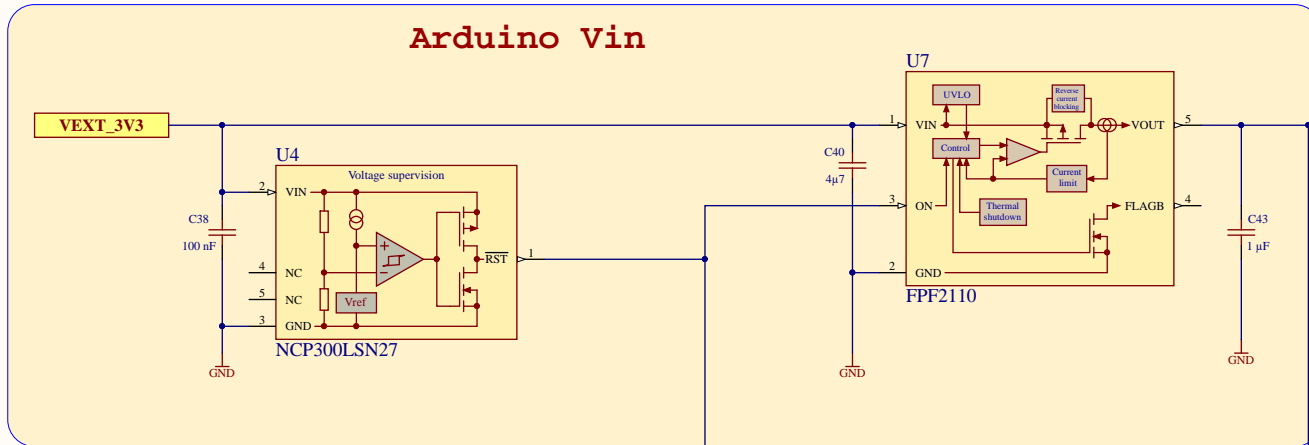 Arduino Vin
U7
VEXT_3V3
UVLO
Reverse
current
blocking
1
VIN
VOUT
5
Control
C40
4µ7
Current
limit
U4
Voltage supervision
2
VIN
3
ON
Thermal
shutdown
FLAGB
4
C38
100 nF
C43
1 µF
+
−
RST
1
4
NC
5
NC
Vref
3
GND
2
GND
FPF2110
NCP300LSN27
GND
GND
GND